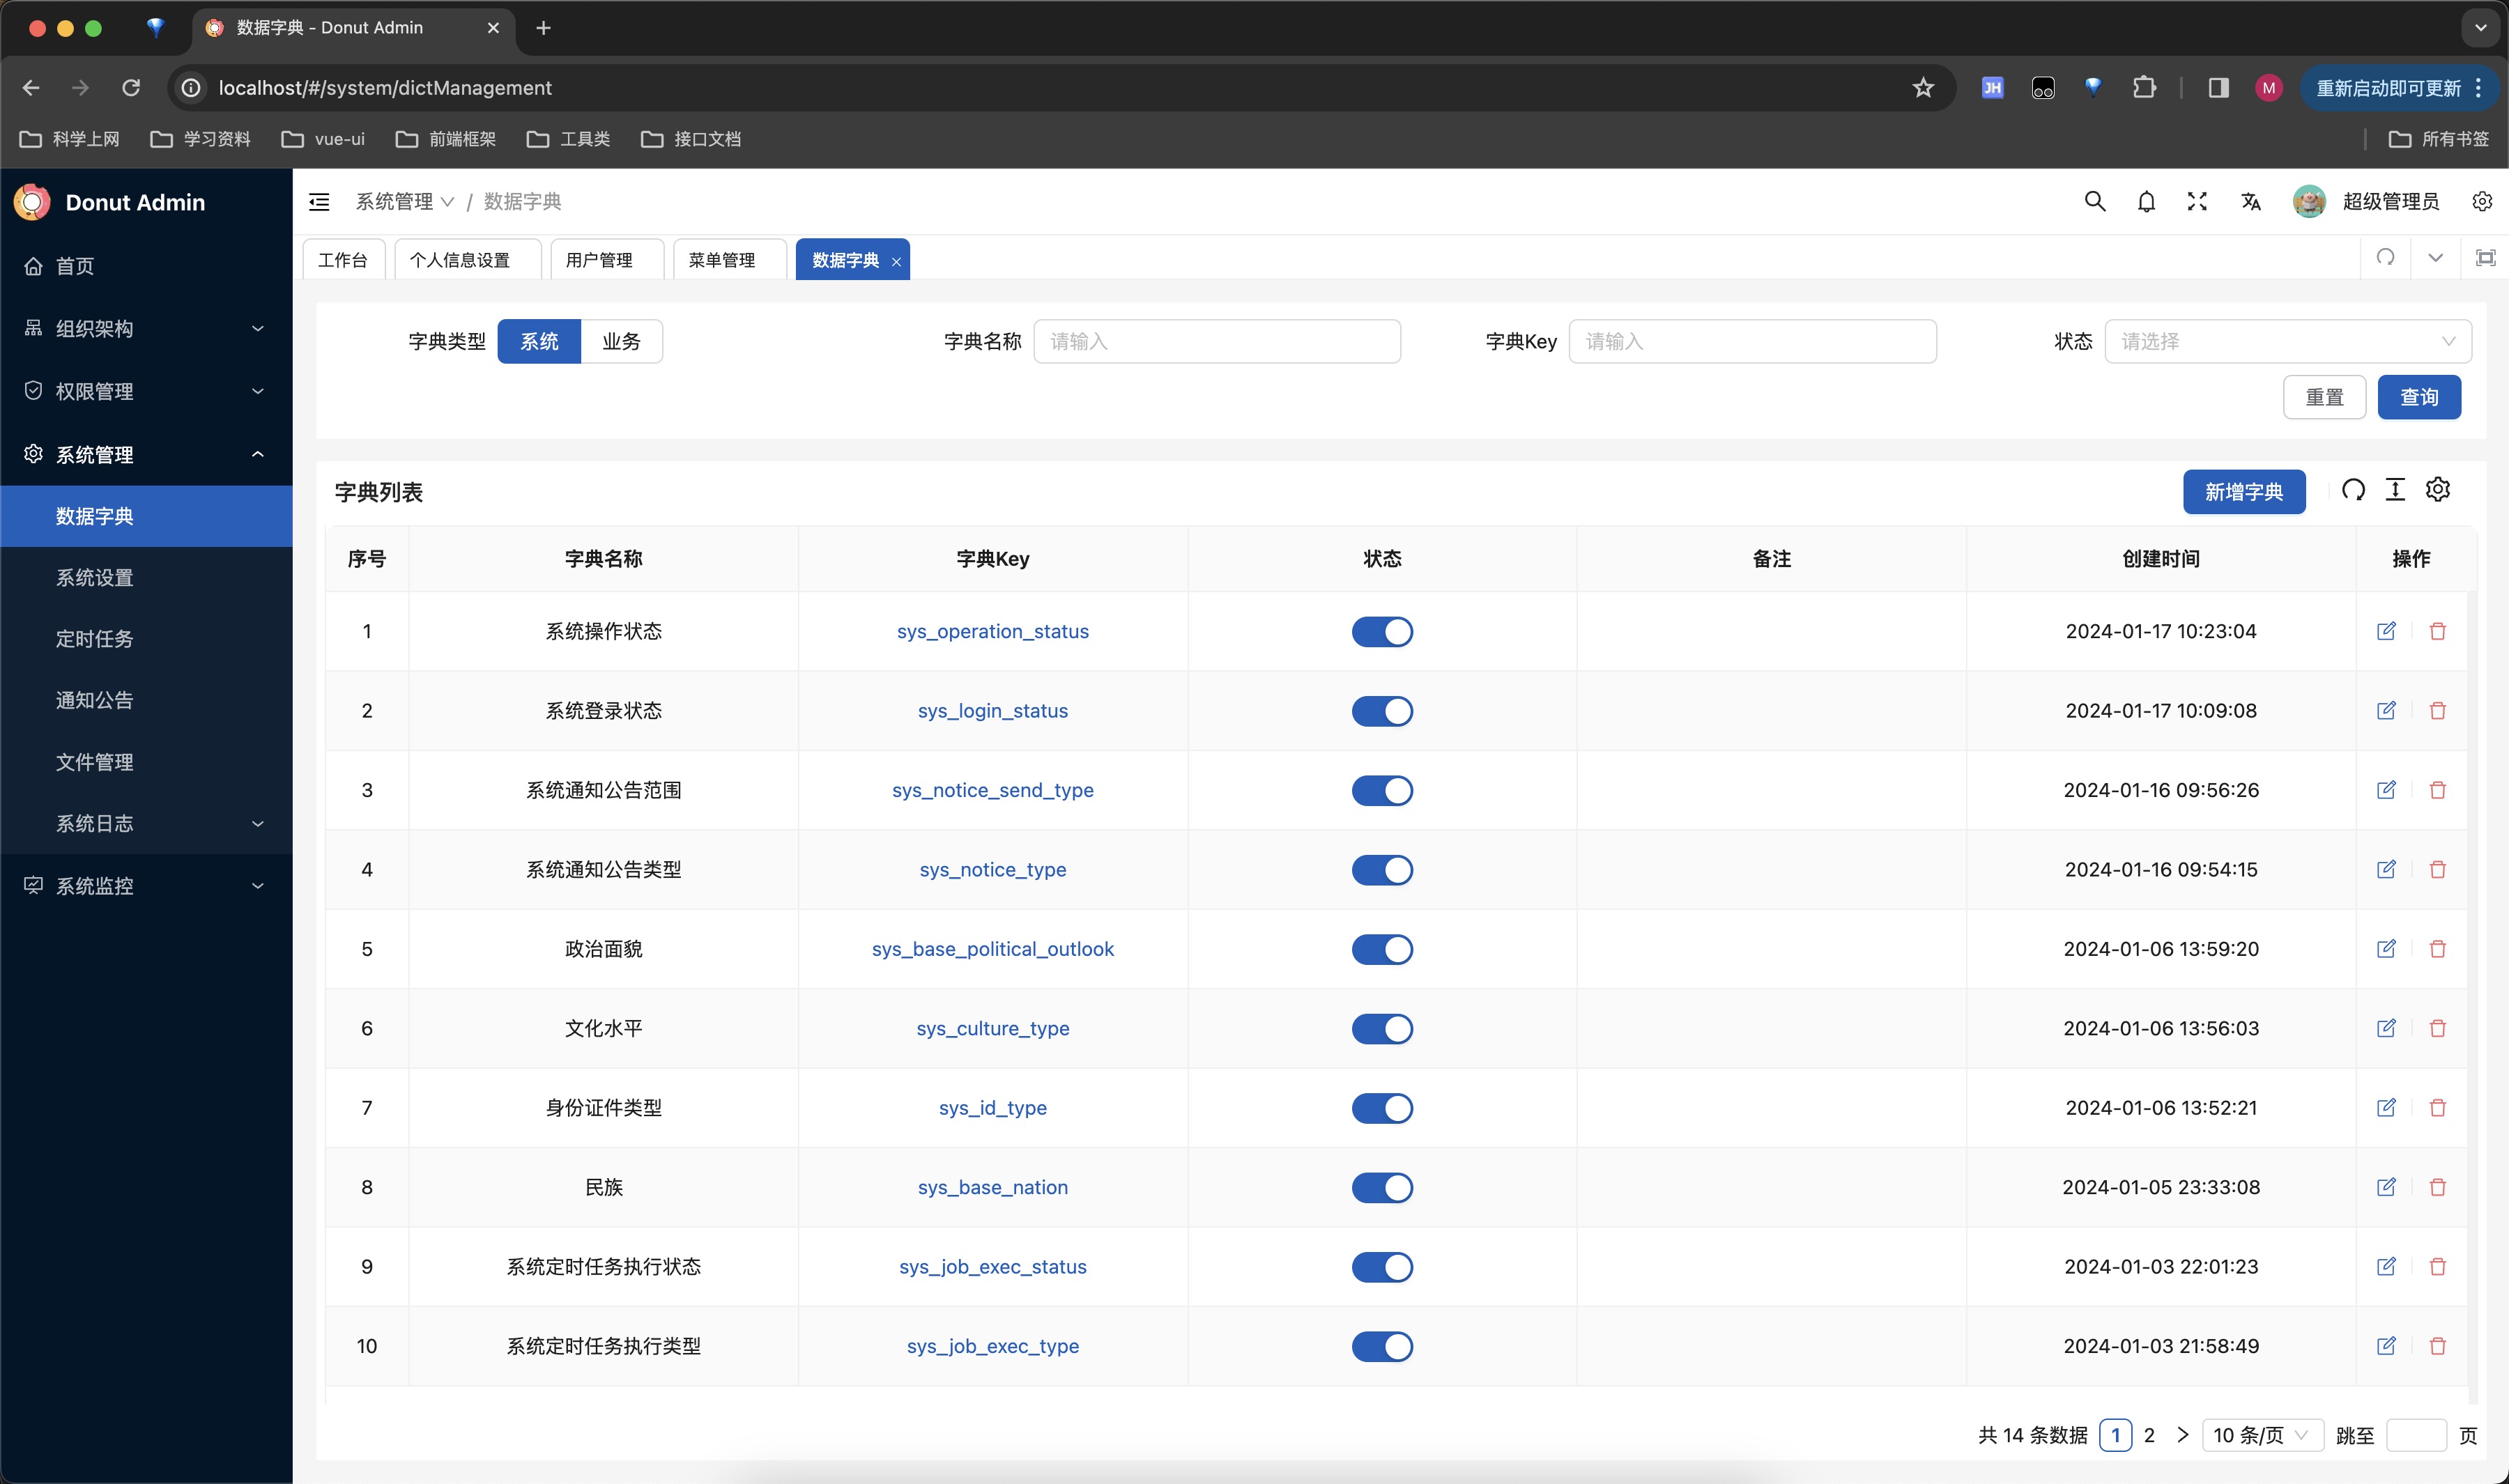 数据字典 - Donut Admin
localhost/#/system/dictManagement
JH
M
重新启动即可更新
科学上网 学习资料 vue-ui 前端框架 工具类 接口文档 所有书签
Donut Admin
首页
组织架构
权限管理
系统管理
数据字典
系统设置
定时任务
通知公告
文件管理
系统日志
系统监控
系统管理 / 数据字典
超级管理员
工作台 个人信息设置 用户管理 菜单管理 数据字典
字典类型 系统 业务 字典名称 请输入 字典Key 请输入 状态 请选择
重置 查询
字典列表 新增字典
序号 字典名称 字典Key 状态 备注 创建时间 操作
1 系统操作状态 sys_operation_status 2024-01-17 10:23:04
2 系统登录状态 sys_login_status 2024-01-17 10:09:08
3 系统通知公告范围 sys_notice_send_type 2024-01-16 09:56:26
4 系统通知公告类型 sys_notice_type 2024-01-16 09:54:15
5 政治面貌 sys_base_political_outlook 2024-01-06 13:59:20
6 文化水平 sys_culture_type 2024-01-06 13:56:03
7 身份证件类型 sys_id_type 2024-01-06 13:52:21
8 民族 sys_base_nation 2024-01-05 23:33:08
9 系统定时任务执行状态 sys_job_exec_status 2024-01-03 22:01:23
10 系统定时任务执行类型 sys_job_exec_type 2024-01-03 21:58:49
共 14 条数据 1 2 10 条/页 跳至 页